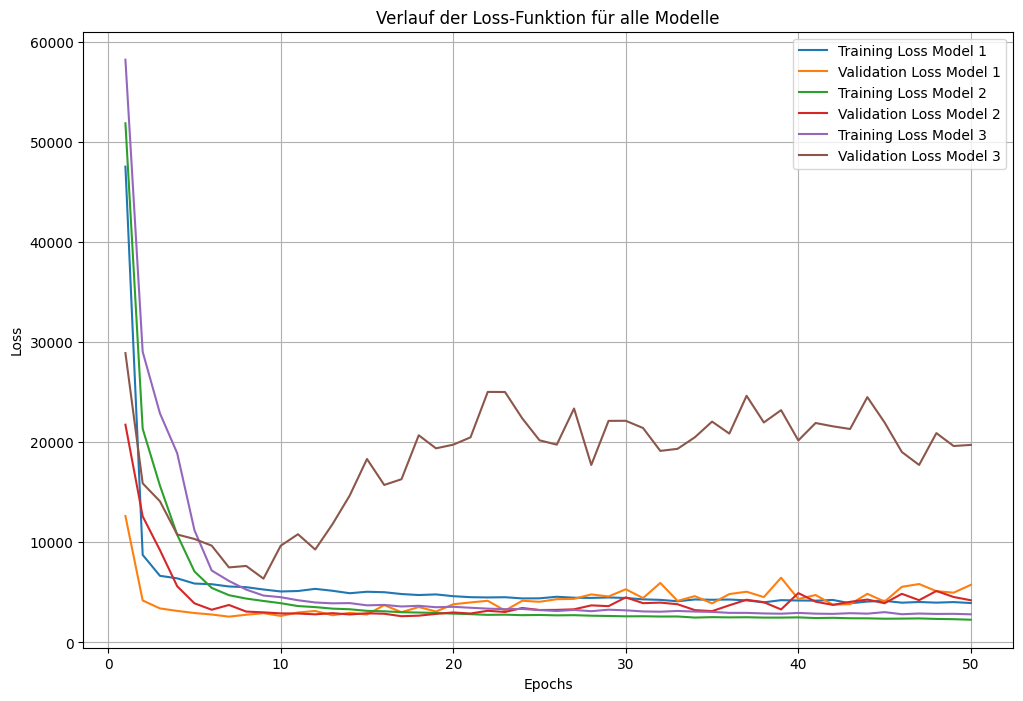 Verlauf der Loss-Funktion für alle Modelle
60000
50000
40000
30000
20000
10000
0
Loss
Training Loss Model 1
Validation Loss Model 1
Training Loss Model 2
Validation Loss Model 2
Training Loss Model 3
Validation Loss Model 3
0 10 20 30 40 50
Epochs